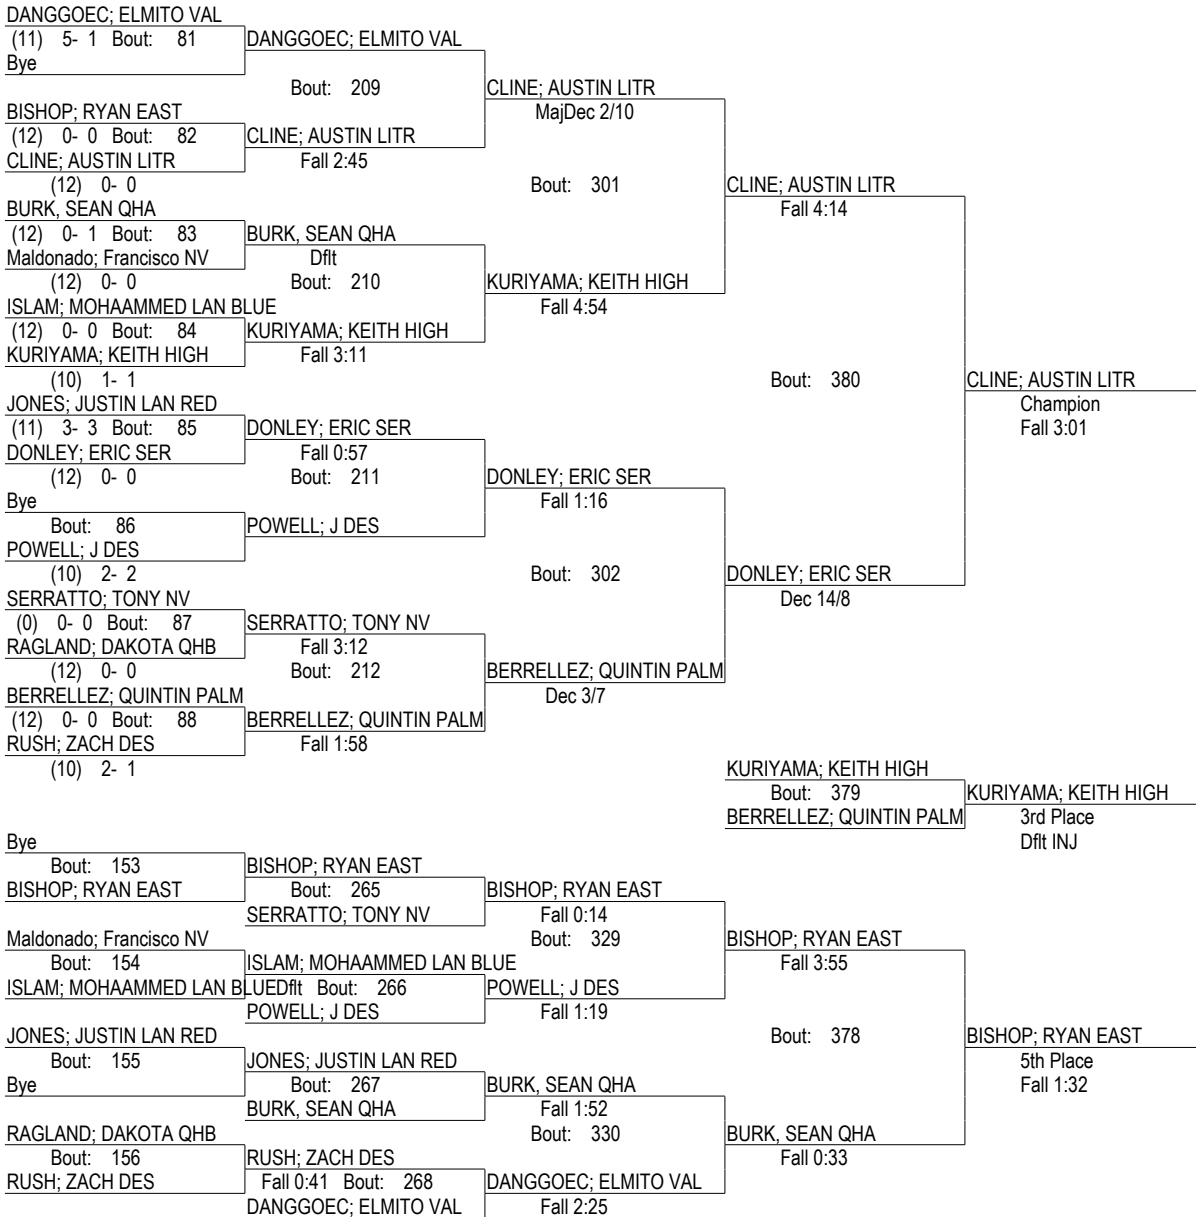 DANGGOEC; ELMITO VAL
(11) 5- 1 Bout: 81 DANGGOEC; ELMITO VAL
Bye
Bout: 209 CLINE; AUSTIN LITR
BISHOP; RYAN EAST MajDec 2/10
(12) 0- 0 Bout: 82 CLINE; AUSTIN LITR
CLINE; AUSTIN LITR Fall 2:45
(12) 0- 0 Bout: 301 CLINE; AUSTIN LITR
BURK, SEAN QHA Fall 4:14
(12) 0- 1 Bout: 83 BURK, SEAN QHA
Maldonado; Francisco NV Dflt
(12) 0- 0 Bout: 210 KURIYAMA; KEITH HIGH
ISLAM; MOHAAMMED LAN BLUE Fall 4:54
(12) 0- 0 Bout: 84 KURIYAMA; KEITH HIGH
KURIYAMA; KEITH HIGH Fall 3:11
(10) 1- 1 Bout: 380 CLINE; AUSTIN LITR
JONES; JUSTIN LAN RED Champion
(11) 3- 3 Bout: 85 DONLEY; ERIC SER Fall 3:01
DONLEY; ERIC SER Fall 0:57
(12) 0- 0 Bout: 211 DONLEY; ERIC SER
Bye Fall 1:16
Bout: 86 POWELL; J DES
POWELL; J DES
(10) 2- 2 Bout: 302 DONLEY; ERIC SER
SERRATTO; TONY NV Dec 14/8
(0) 0- 0 Bout: 87 SERRATTO; TONY NV
RAGLAND; DAKOTA QHB Fall 3:12
(12) 0- 0 Bout: 212 BERRELLEZ; QUINTIN PALM
BERRELLEZ; QUINTIN PALM Dec 3/7
(12) 0- 0 Bout: 88 BERRELLEZ; QUINTIN PALM
RUSH; ZACH DES Fall 1:58
(10) 2- 1 KURIYAMA; KEITH HIGH
Bout: 379 KURIYAMA; KEITH HIGH
BERRELLEZ; QUINTIN PALM 3rd Place
Bye Dflt INJ
Bout: 153 BISHOP; RYAN EAST
BISHOP; RYAN EAST Bout: 265 BISHOP; RYAN EAST
SERRATTO; TONY NV Fall 0:14
Maldonado; Francisco NV Bout: 329 BISHOP; RYAN EAST
Bout: 154 ISLAM; MOHAAMMED LAN BLUE Fall 3:55
ISLAM; MOHAAMMED LAN BLUEDflt Bout: 266 POWELL; J DES
POWELL; J DES Fall 1:19
JONES; JUSTIN LAN RED Bout: 378 BISHOP; RYAN EAST
Bout: 155 JONES; JUSTIN LAN RED 5th Place
Bye Bout: 267 BURK, SEAN QHA Fall 1:32
BURK, SEAN QHA Fall 1:52
RAGLAND; DAKOTA QHB Bout: 330 BURK, SEAN QHA
Bout: 156 RUSH; ZACH DES Fall 0:33
RUSH; ZACH DES Fall 0:41 Bout: 268 DANGGOEC; ELMITO VAL
DANGGOEC; ELMITO VAL Fall 2:25